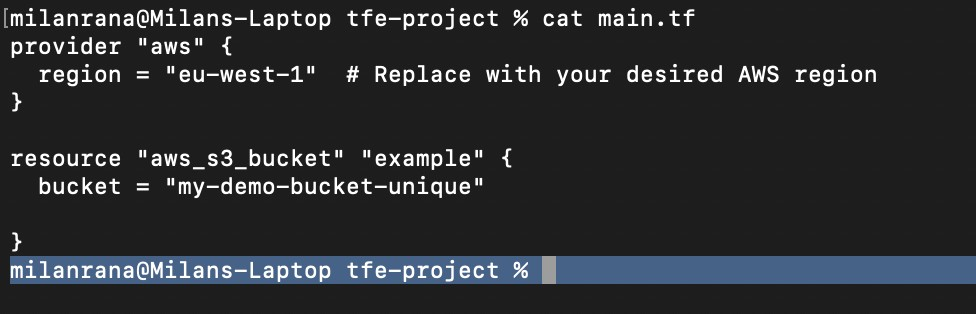 [milanrana@Milans-Laptop tfe-project % cat main.tf
provider "aws" {
  region = "eu-west-1"  # Replace with your desired AWS region
}

resource "aws_s3_bucket" "example" {
  bucket = "my-demo-bucket-unique"

}
milanrana@Milans-Laptop tfe-project %